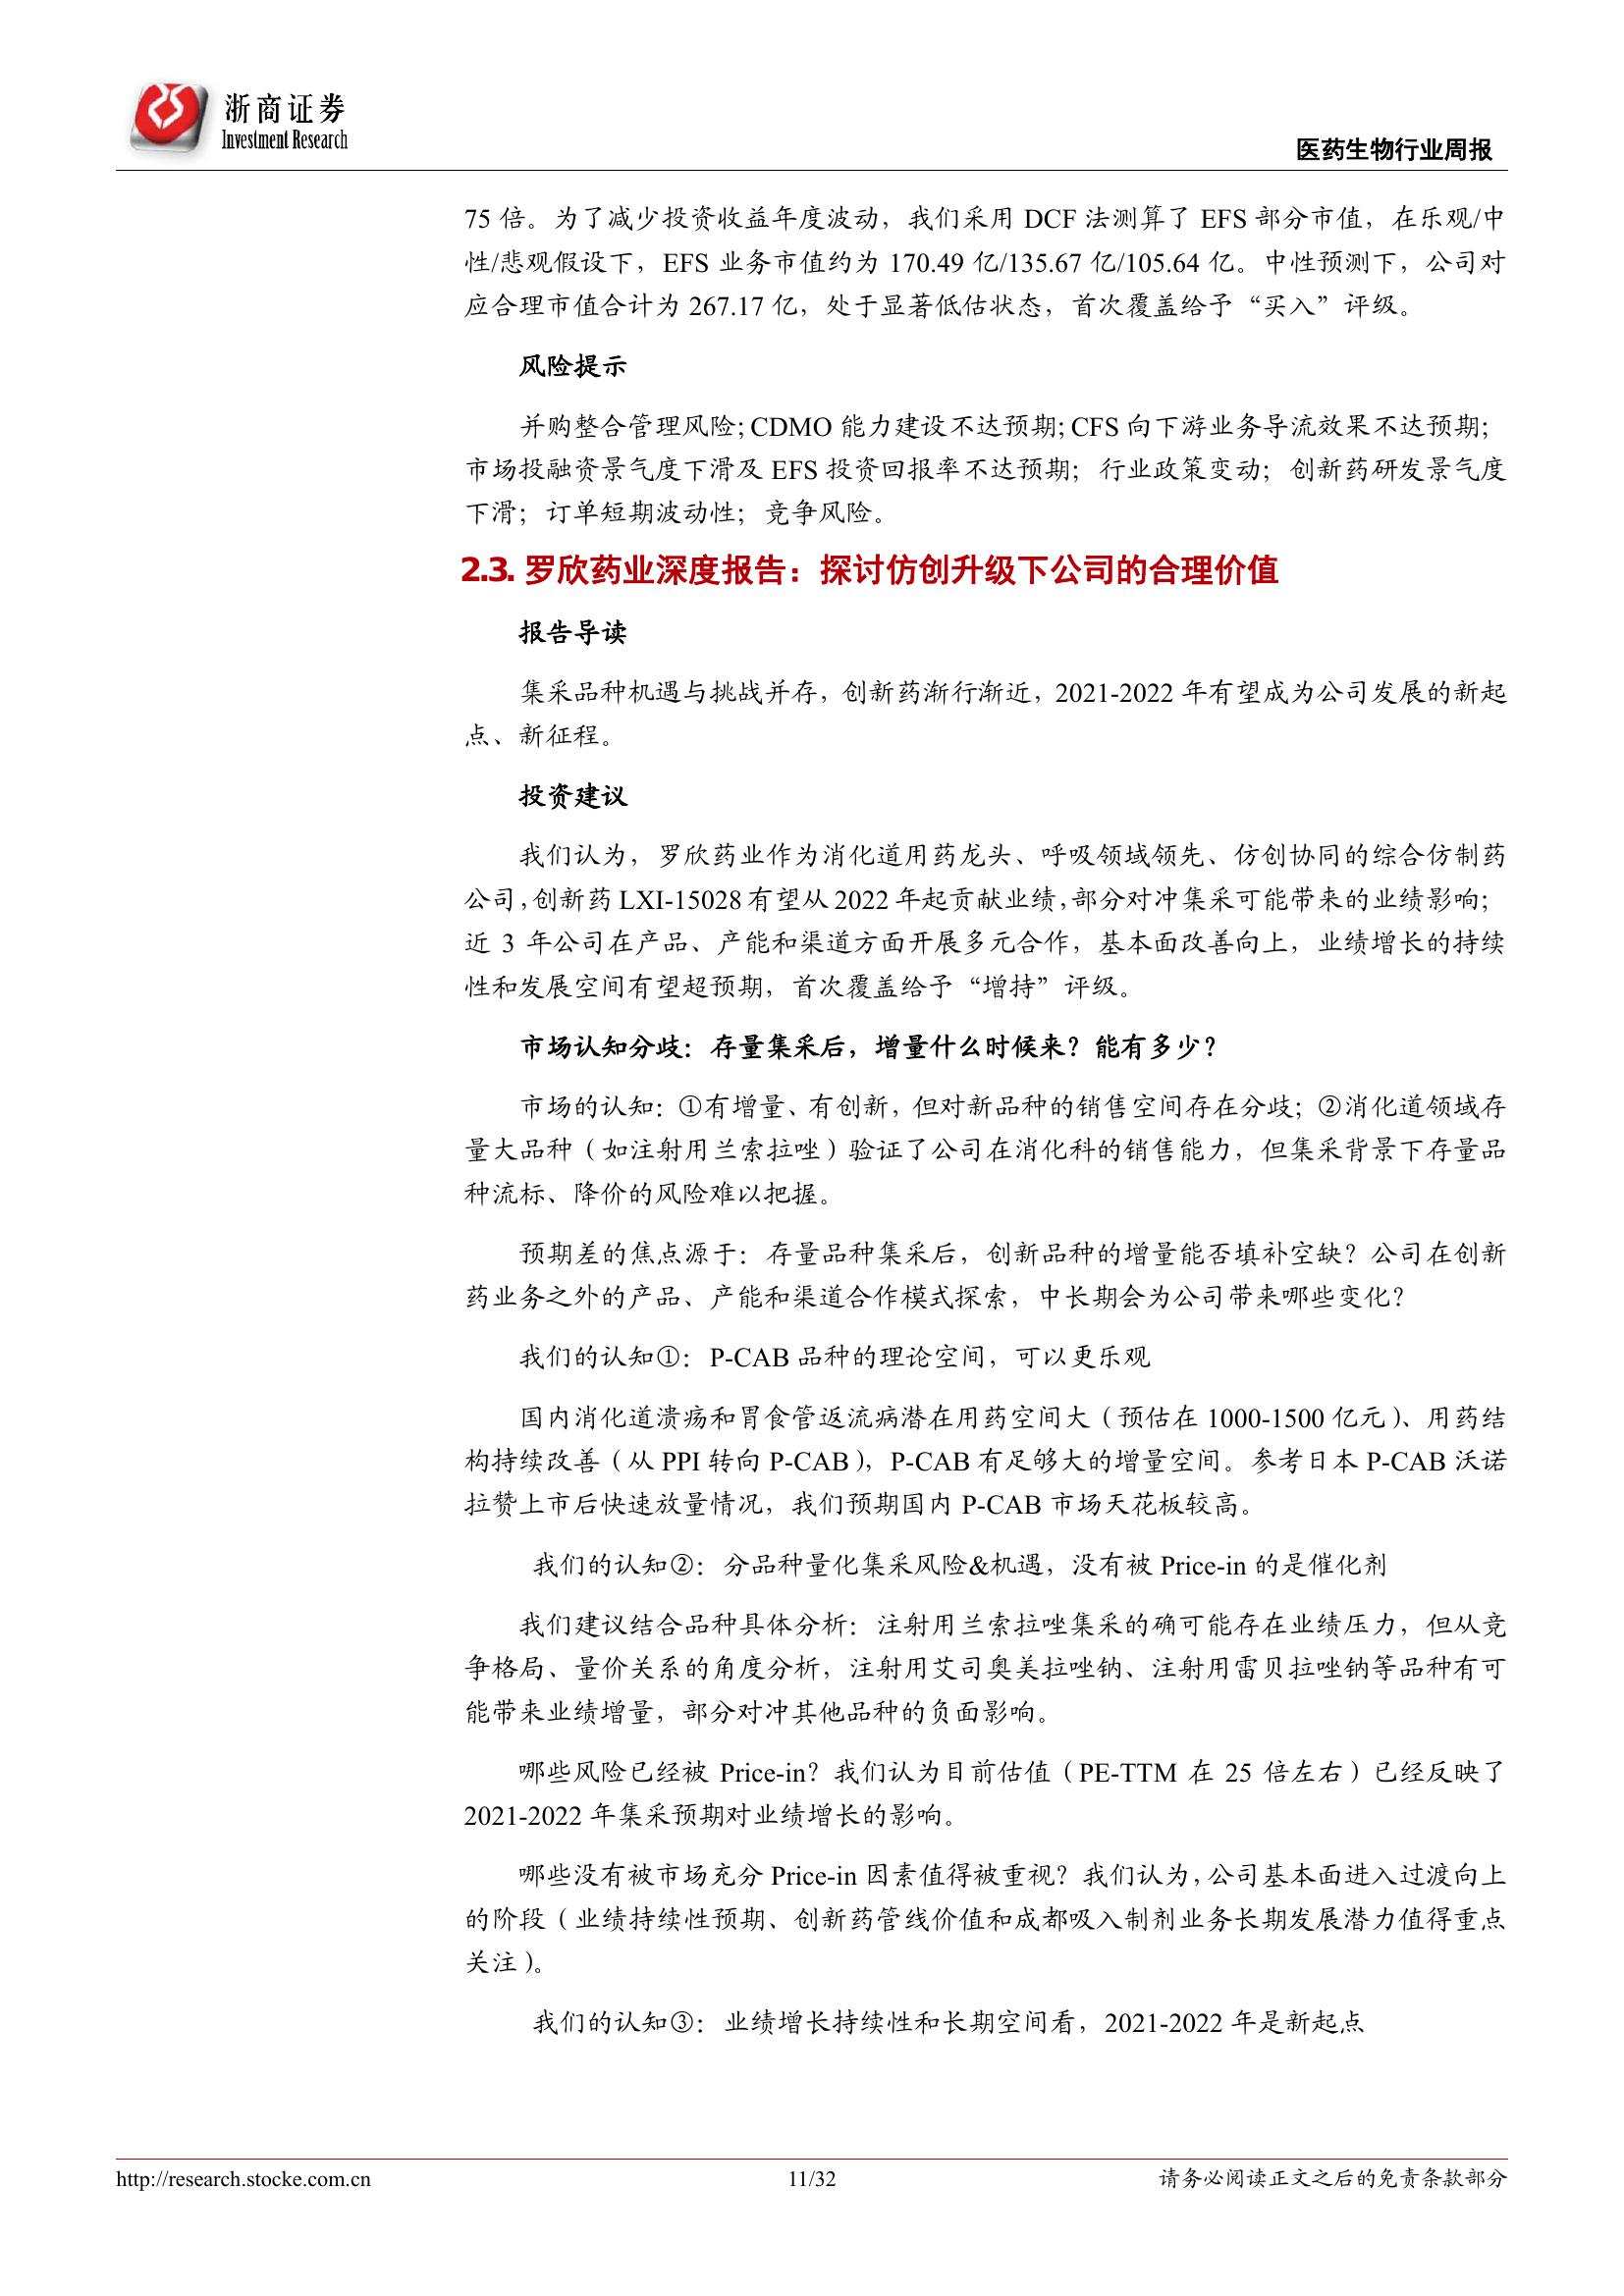 浙商证券
Investment Research
医药生物行业周报
75 倍。为了减少投资收益年度波动，我们采用 DCF 法测算了 EFS 部分市值，在乐观/中
性/悲观假设下，EFS 业务市值约为 170.49 亿/135.67 亿/105.64 亿。中性预测下，公司对
应合理市值合计为 267.17 亿，处于显著低估状态，首次覆盖给予“买入”评级。
风险提示
并购整合管理风险；CDMO 能力建设不达预期；CFS 向下游业务导流效果不达预期；
市场投融资景气度下滑及 EFS 投资回报率不达预期；行业政策变动；创新药研发景气度
下滑；订单短期波动性；竞争风险。
2.3. 罗欣药业深度报告：探讨仿创升级下公司的合理价值
报告导读
集采品种机遇与挑战并存，创新药渐行渐近，2021-2022 年有望成为公司发展的新起
点、新征程。
投资建议
我们认为，罗欣药业作为消化道用药龙头、呼吸领域领先、仿创协同的综合仿制药
公司，创新药 LXI-15028 有望从 2022 年起贡献业绩，部分对冲集采可能带来的业绩影响；
近 3 年公司在产品、产能和渠道方面开展多元合作，基本面改善向上，业绩增长的持续
性和发展空间有望超预期，首次覆盖给予“增持”评级。
市场认知分歧：存量集采后，增量什么时候来？能有多少？
市场的认知：①有增量、有创新，但对新品种的销售空间存在分歧；②消化道领域存
量大品种（如注射用兰索拉唑）验证了公司在消化科的销售能力，但集采背景下存量品
种流标、降价的风险难以把握。
预期差的焦点源于：存量品种集采后，创新品种的增量能否填补空缺？公司在创新
药业务之外的产品、产能和渠道合作模式探索，中长期会为公司带来哪些变化？
我们的认知①：P-CAB 品种的理论空间，可以更乐观
国内消化道溃疡和胃食管返流病潜在用药空间大（预估在 1000-1500 亿元）、用药结
构持续改善（从 PPI 转向 P-CAB），P-CAB 有足够大的增量空间。参考日本 P-CAB 沃诺
拉赞上市后快速放量情况，我们预期国内 P-CAB 市场天花板较高。
我们的认知②：分品种量化集采风险&机遇，没有被 Price-in 的是催化剂
我们建议结合品种具体分析：注射用兰索拉唑集采的确可能存在业绩压力，但从竞
争格局、量价关系的角度分析，注射用艾司奥美拉唑钠、注射用雷贝拉唑钠等品种有可
能带来业绩增量，部分对冲其他品种的负面影响。
哪些风险已经被 Price-in？我们认为目前估值（PE-TTM 在 25 倍左右）已经反映了
2021-2022 年集采预期对业绩增长的影响。
哪些没有被市场充分 Price-in 因素值得被重视？我们认为，公司基本面进入过渡向上
的阶段（业绩持续性预期、创新药管线价值和成都吸入制剂业务长期发展潜力值得重点
关注）。
我们的认知③：业绩增长持续性和长期空间看，2021-2022 年是新起点
http://research.stocke.com.cn
11/32
请务必阅读正文之后的免责条款部分